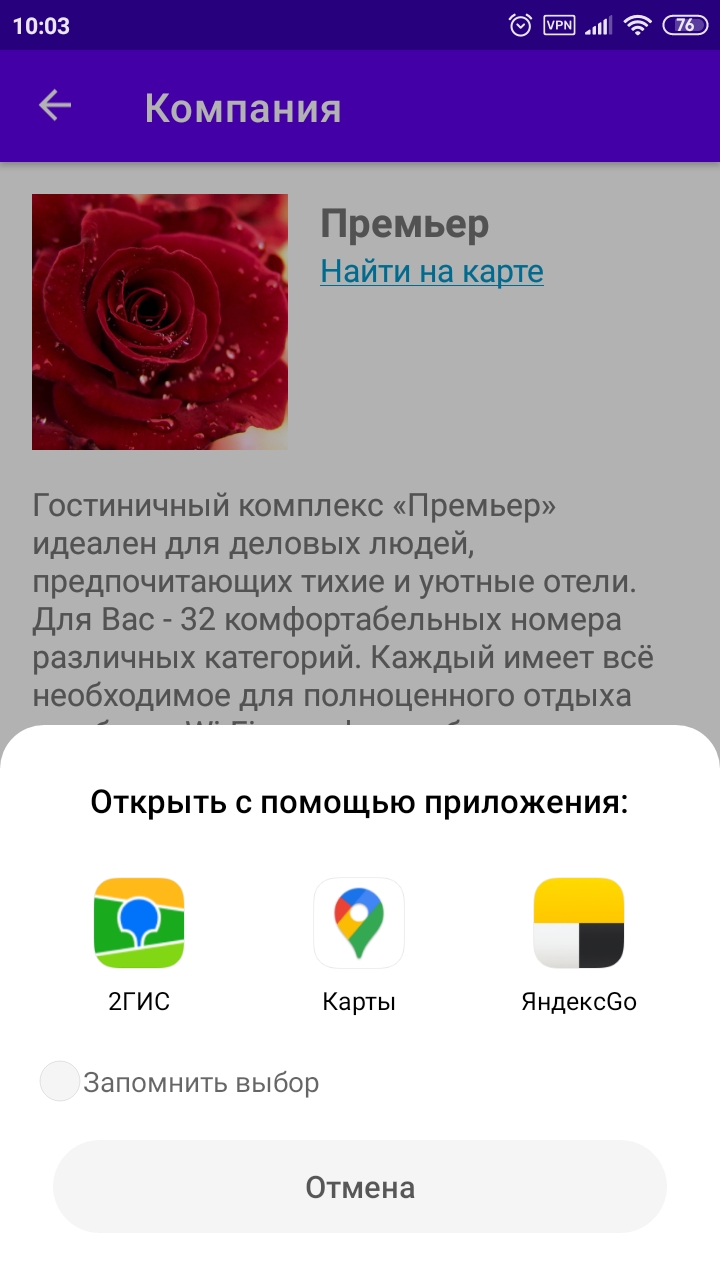 10:03
VPN
76
Компания
Премьер
Найти на карте
Гостиничный комплекс «Премьер»
идеален для деловых людей,
предпочитающих тихие и уютные отели.
Для Вас - 32 комфортабельных номера
различных категорий. Каждый имеет всё
необходимое для полноценного отдыха
Открыть с помощью приложения:
2ГИС
Карты
ЯндексGo
Запомнить выбор
Отмена